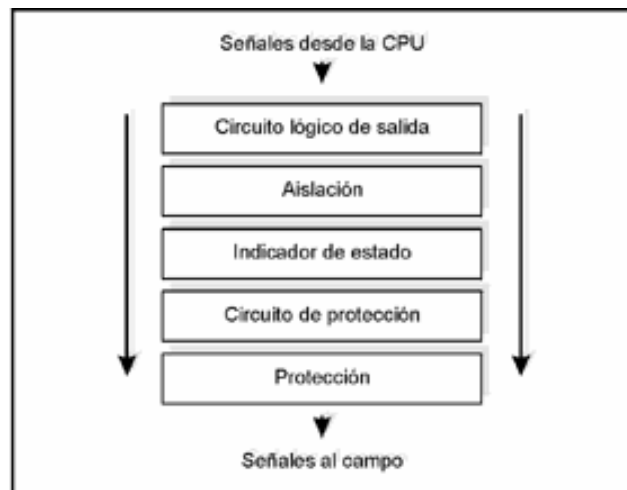 Señales desde la CPU
Circuito lógico de salida
Aislación
Indicador de estado
Circuito de protección
Protección
Señales al campo